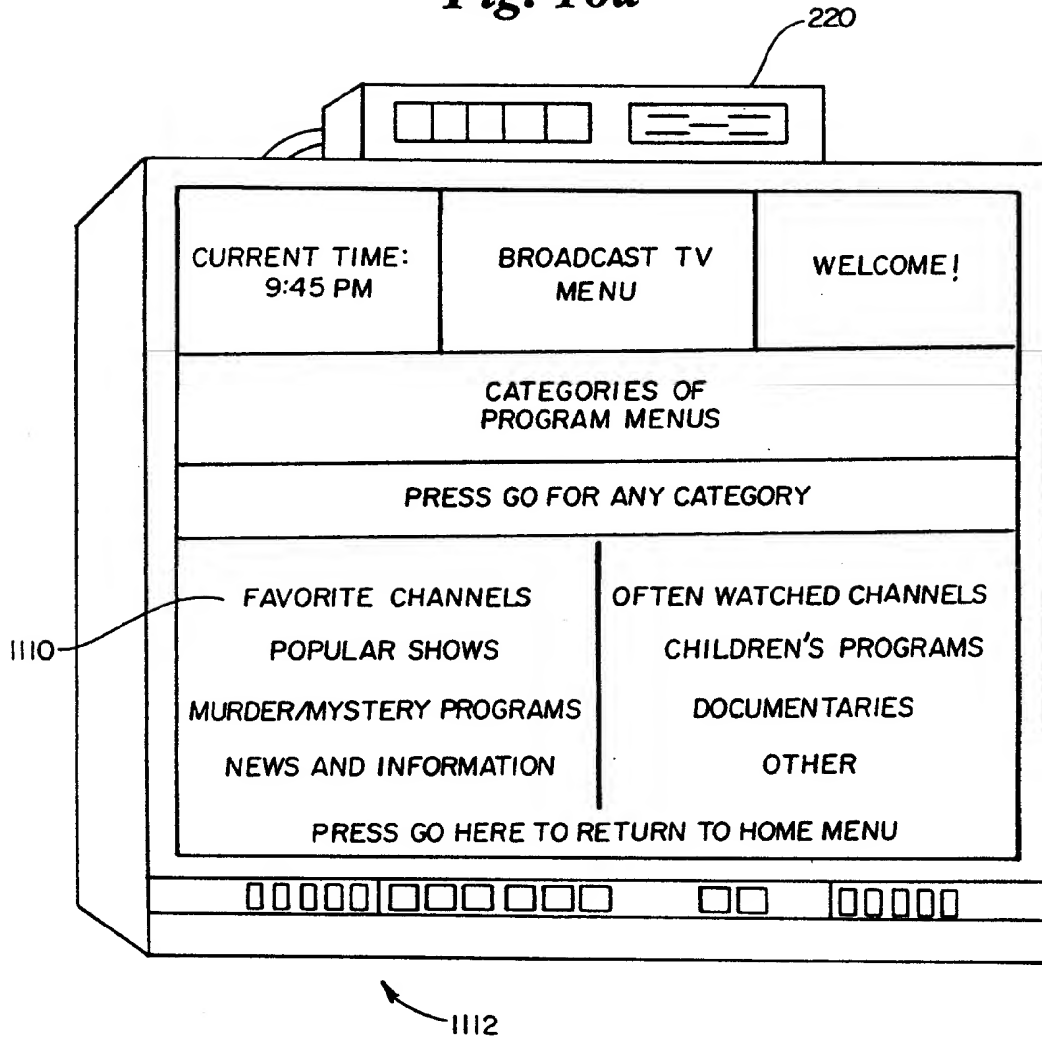 Fig. 10a
220
CURRENT TIME:
9:45 PM
BROADCAST TV
MENU
WELCOME!
CATEGORIES OF
PROGRAM MENUS
PRESS GO FOR ANY CATEGORY
FAVORITE CHANNELS
OFTEN WATCHED CHANNELS
1110
POPULAR SHOWS
CHILDREN'S PROGRAMS
MURDER/MYSTERY PROGRAMS
DOCUMENTARIES
NEWS AND INFORMATION
OTHER
PRESS GO HERE TO RETURN TO HOME MENU
1112